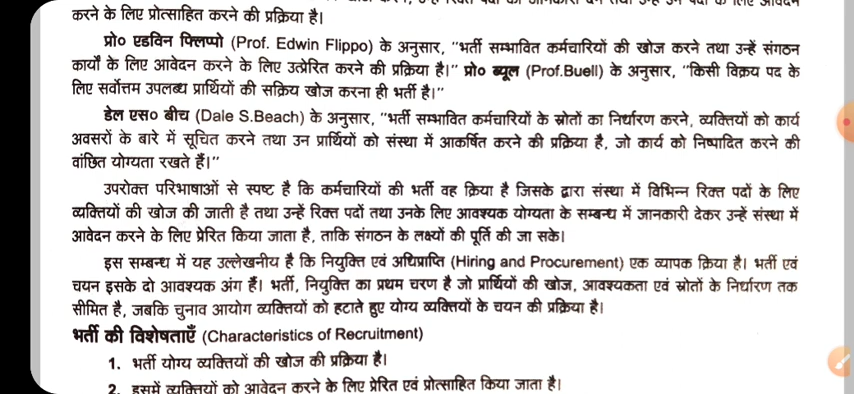 करने के लिए प्रोत्साहित करने की प्रक्रिया है।
प्रो० एडविन फ्लिप्पो (Prof. Edwin Flippo) के अनुसार, ‘‘भर्ती सम्भावित कर्मचारियों की खोज करने तथा उन्हें संगठन
कार्यों के लिए आवेदन करने के लिए उत्प्रेरित करने की प्रक्रिया है।’’ प्रो० ब्यूल (Prof.Buell) के अनुसार, ‘‘किसी विक्रय पद के
लिए सर्वोत्तम उपलब्ध प्रार्थियों की सक्रिय खोज करना ही भर्ती है।’’
डेल एस० बीच (Dale S.Beach) के अनुसार, ‘‘भर्ती सम्भावित कर्मचारियों के स्रोतों का निर्धारण करने, व्यक्तियों को कार्य
अवसरों के बारे में सूचित करने तथा उन प्रार्थियों को संस्था में आकर्षित करने की प्रक्रिया है, जो कार्य को निष्पादित करने की
वांछित योग्यता रखते हैं।’’
उपरोक्त परिभाषाओं से स्पष्ट है कि कर्मचारियों की भर्ती वह क्रिया है जिसके द्वारा संस्था में विभिन्न रिक्त पदों के लिए
व्यक्तियों की खोज की जाती है तथा उन्हें रिक्त पदों तथा उनके लिए आवश्यक योग्यता के सम्बन्ध में जानकारी देकर उन्हें संस्था में
आवेदन करने के लिए प्रेरित किया जाता है, ताकि संगठन के लक्ष्यों की पूर्ति की जा सके।
इस सम्बन्ध में यह उल्लेखनीय है कि नियुक्ति एवं अधिप्राप्ति (Hiring and Procurement) एक व्यापक क्रिया है। भर्ती एवं
चयन इसके दो आवश्यक अंग हैं। भर्ती, नियुक्ति का प्रथम चरण है जो प्रार्थियों की खोज, आवश्यकता एवं स्रोतों के निर्धारण तक
सीमित है, जबकि चुनाव आयोग व्यक्तियों को हटाते हुए योग्य व्यक्तियों के चयन की प्रक्रिया है।
भर्ती की विशेषताएँ (Characteristics of Recruitment)
1. भर्ती योग्य व्यक्तियों की खोज की प्रक्रिया है।
2. इसमें व्यक्तियों को आवेदन करने के लिए प्रेरित एवं प्रोत्साहित किया जाता है।